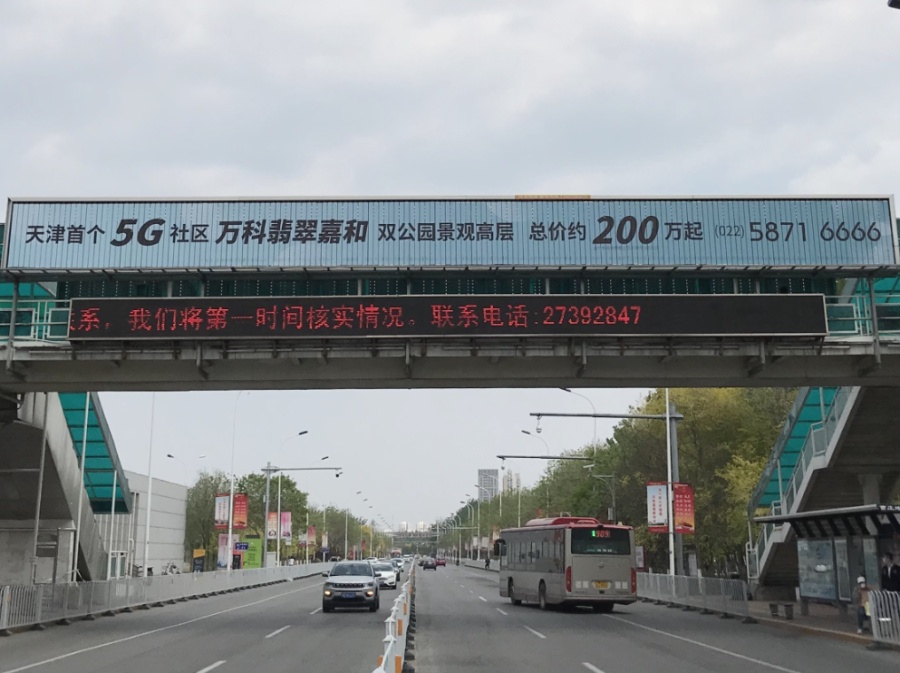 天津首个 5G 社区 万科翡翠嘉和 双公园景观高层 总价约 200 万起 (022) 5871 6666
系，我们将第一时间核实情况。联系电话:27392847